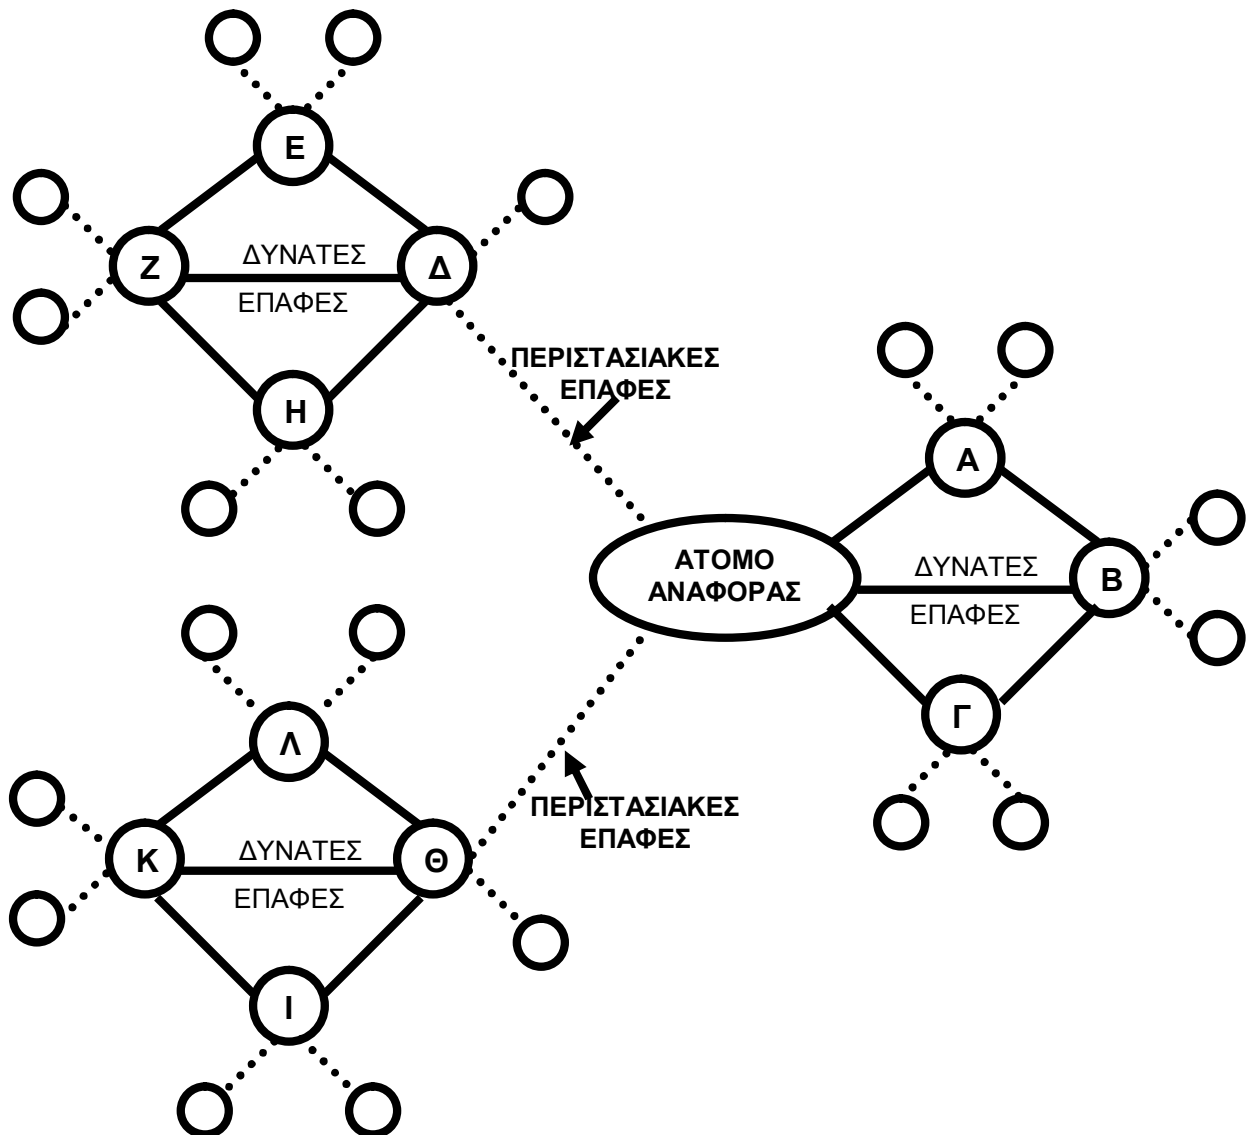 Ε
Ζ
ΔΥΝΑΤΕΣ
ΕΠΑΦΕΣ
Δ
Η
ΠΕΡΙΣΤΑΣΙΑΚΕΣ
ΕΠΑΦΕΣ
Α
ΑΤΟΜΟ
ΑΝΑΦΟΡΑΣ
ΔΥΝΑΤΕΣ
ΕΠΑΦΕΣ
Β
Γ
Λ
ΠΕΡΙΣΤΑΣΙΑΚΕΣ
ΕΠΑΦΕΣ
Κ
ΔΥΝΑΤΕΣ
ΕΠΑΦΕΣ
Θ
Ι